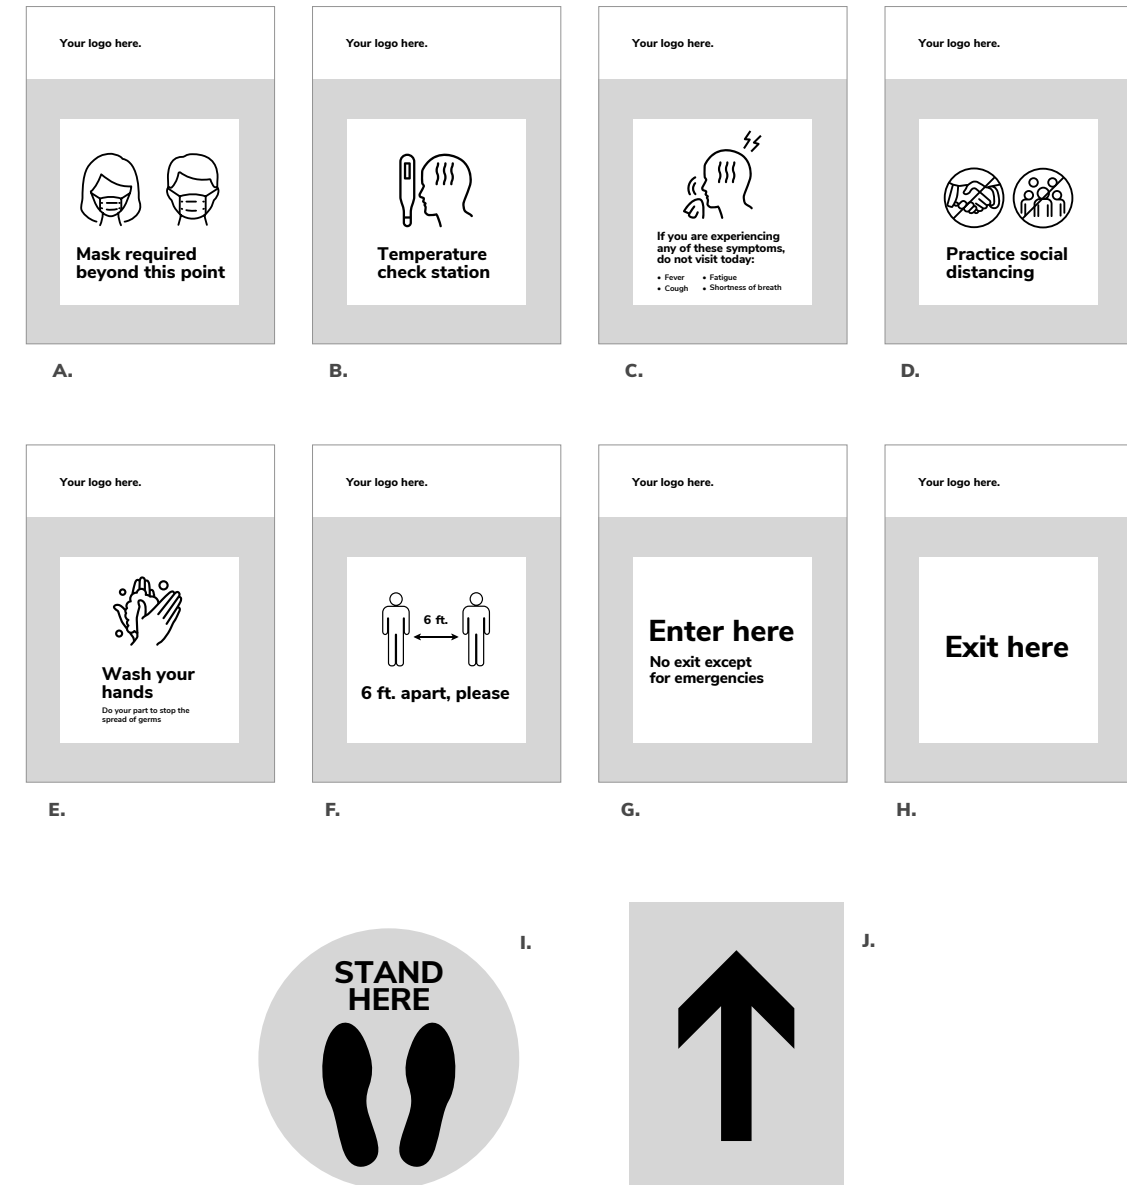 Your logo here.
Your logo here.
Your logo here.
Your logo here.
Mask required
beyond this point
Temperature
check station
If you are experiencing
any of these symptoms,
do not visit today:
• Fever • Fatigue
• Cough • Shortness of breath
Practice social
distancing
A.
B.
C.
D.
Your logo here.
Your logo here.
Your logo here.
Your logo here.
Wash your
hands
Do your part to stop the
spread of germs
6 ft.
6 ft. apart, please
Enter here
No exit except
for emergencies
Exit here
E.
F.
G.
H.
STAND
HERE
I.
J.